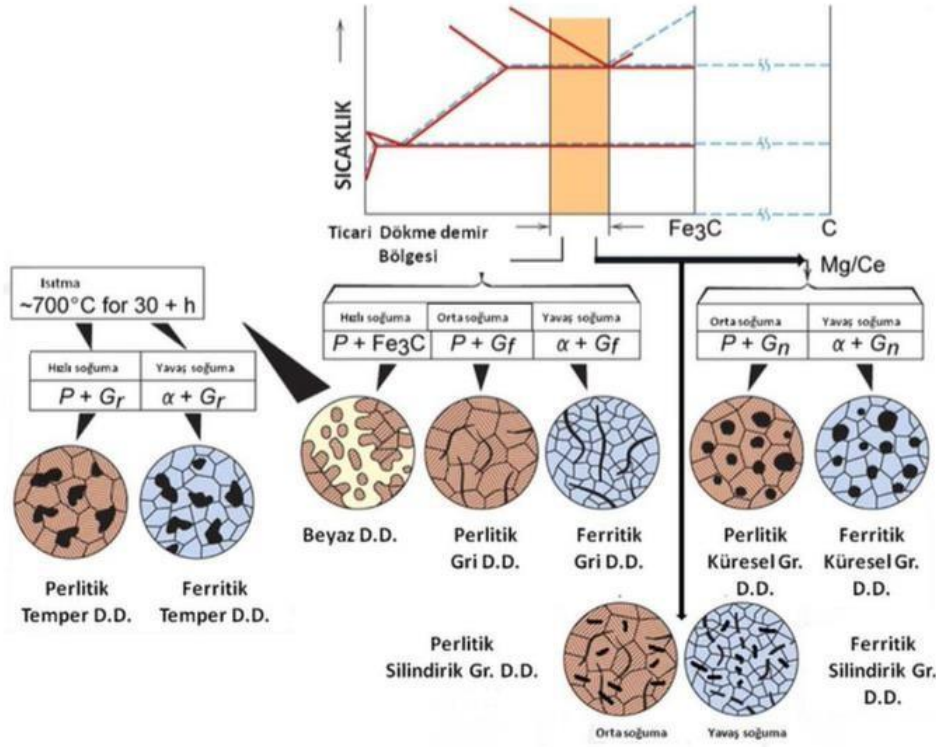 SICAKLIK
Ticari Dökme demir
Bölgesi
Fe3C
C
Mg/Ce
Isıtma
~700°C for 30 + h
Hızlı soğuma
Yavaş soğuma
P + Gr
α + Gr
Hızlı soğuma
Orta soğuma
Yavaş soğuma
P + Fe3C
P + Gf
α + Gf
Orta soğuma
Yavaş soğuma
P + Gn
α + Gn
Perlitik
Temper D.D.
Ferritik
Temper D.D.
Beyaz D.D.
Perlitik
Gri D.D.
Ferritik
Gri D.D.
Perlitik
Küresel Gr.
D.D.
Ferritik
Küresel Gr.
D.D.
Perlitik
Silindirik Gr. D.D.
Ferritik
Silindirik Gr.
D.D.
Orta soğuma
Yavaş soğuma